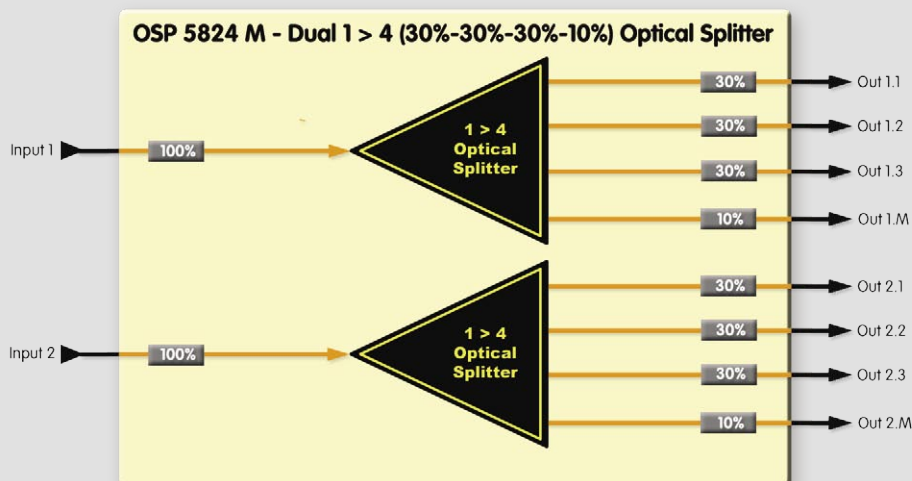 OSP 5824 M - Dual 1 > 4 (30%-30%-30%-10%) Optical Splitter
Input 1
100%
1 > 4
Optical
Splitter
30%
Out 1.1
30%
Out 1.2
30%
Out 1.3
10%
Out 1.M
Input 2
100%
1 > 4
Optical
Splitter
30%
Out 2.1
30%
Out 2.2
30%
Out 2.3
10%
Out 2.M